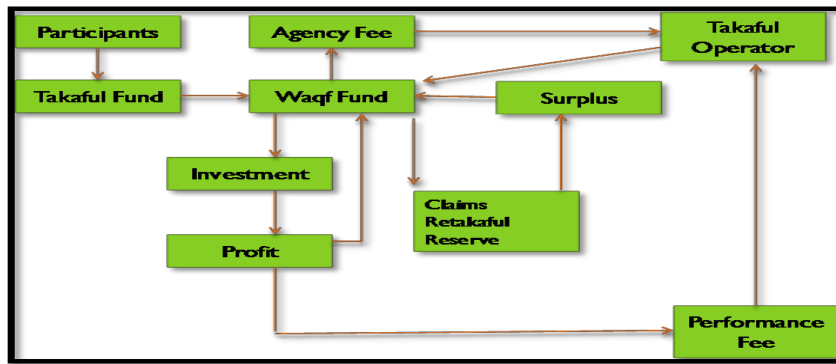 Participants
Agency Fee
Takaful
Operator
Takaful Fund
Waqf Fund
Surplus
Investment
Claims
Retakaful
Reserve
Profit
Performance
Fee